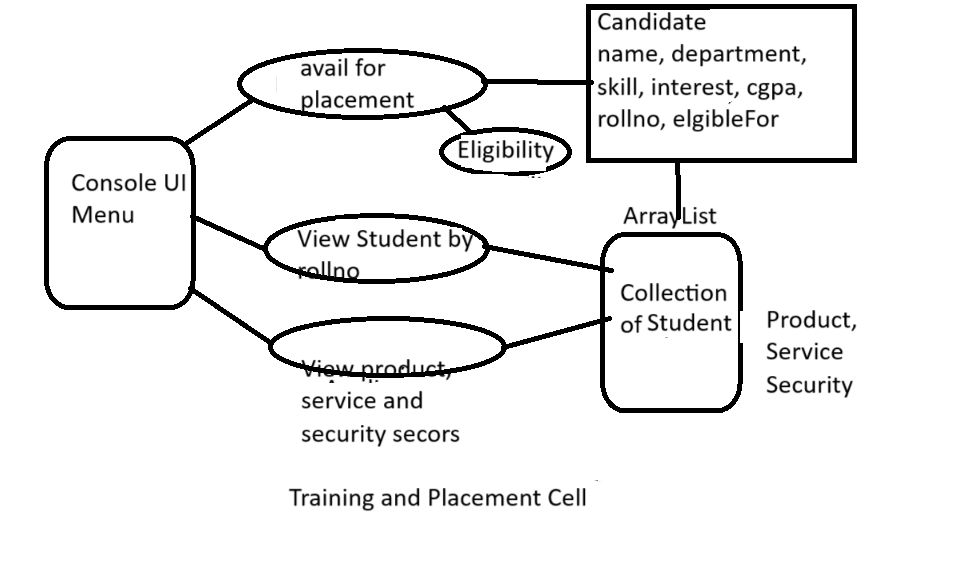 Candidate
name, department,
skill, interest, cgpa,
rollno, elgibleFor
avail for
placement
Eligibility
Console UI
Menu
ArrayList
View Student by
rollno
Collection
of Student
Product,
Service
Security
View product,
service and
security secors
Training and Placement Cell